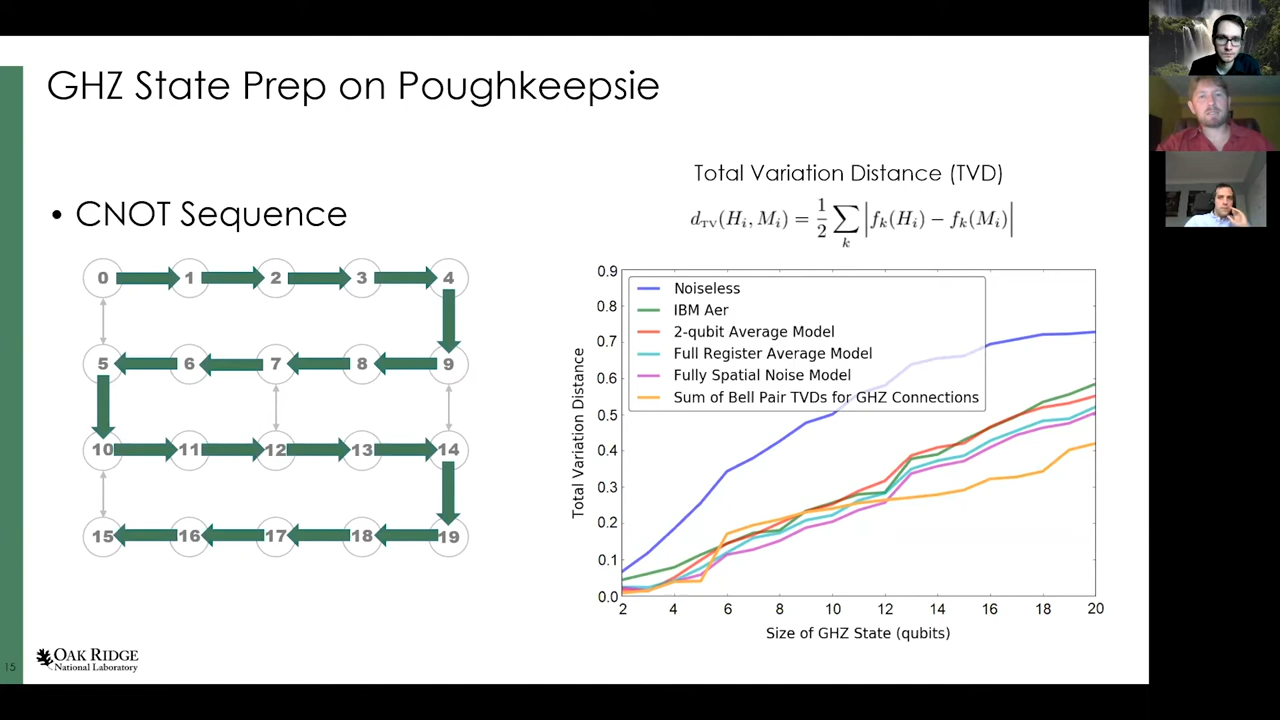 GHZ State Prep on Poughkeepsie
• CNOT Sequence
0 1 2 3 4
5 6 7 8 9
10 11 12 13 14
15 16 17 18 19
Total Variation Distance (TVD)
d_TV(H_i, M_i) = 1/2 ∑_k |f_k(H_i) − f_k(M_i)|
Noiseless
IBM Aer
2-qubit Average Model
Full Register Average Model
Fully Spatial Noise Model
Sum of Bell Pair TVDs for GHZ Connections
Total Variation Distance
0.9
0.8
0.7
0.6
0.5
0.4
0.3
0.2
0.1
0.0
2 4 6 8 10 12 14 16 18 20
Size of GHZ State (qubits)
15
OAK RIDGE
National Laboratory